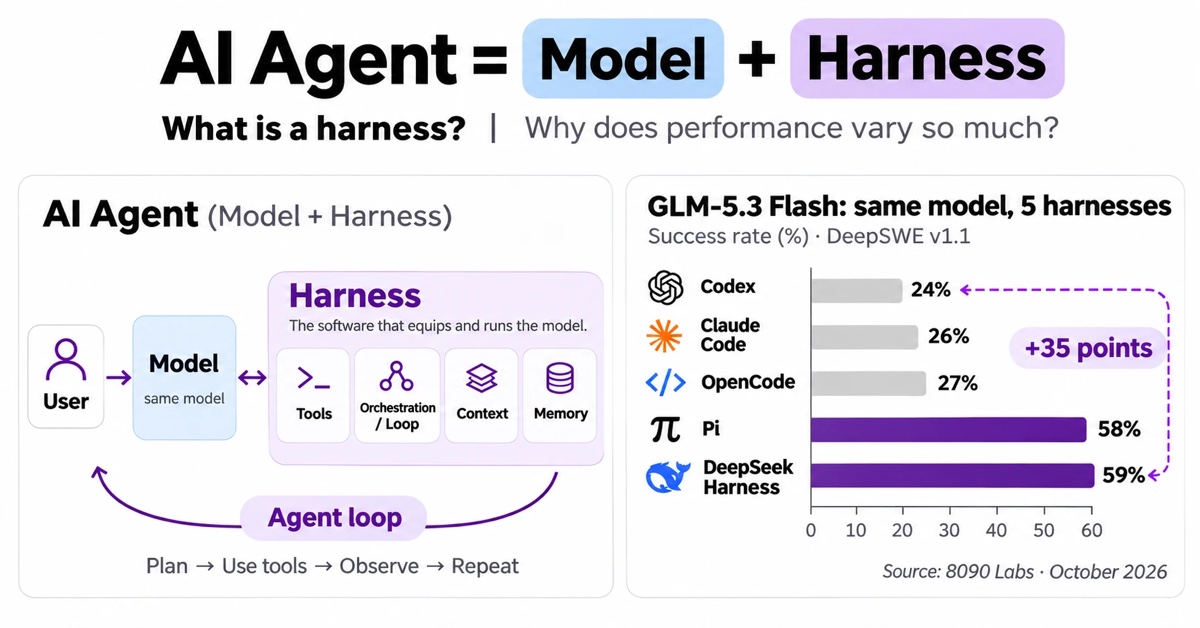 AI Agent = Model + Harness
What is a harness? | Why does performance vary so much?
AI Agent (Model + Harness)
User
Model
same model
Harness
The software that equips and runs the model.
>_
Tools
Orchestration
/ Loop
Context
Memory
Agent loop
Plan → Use tools → Observe → Repeat
GLM-5.3 Flash: same model, 5 harnesses
Success rate (%) · DeepSWE v1.1
Codex 24%
Claude
Code
26%
+35 points
</> OpenCode 27%
π Pi 58%
DeepSeek
Harness
59%
0 10 20 30 40 50 60
Source: 8090 Labs · October 2026